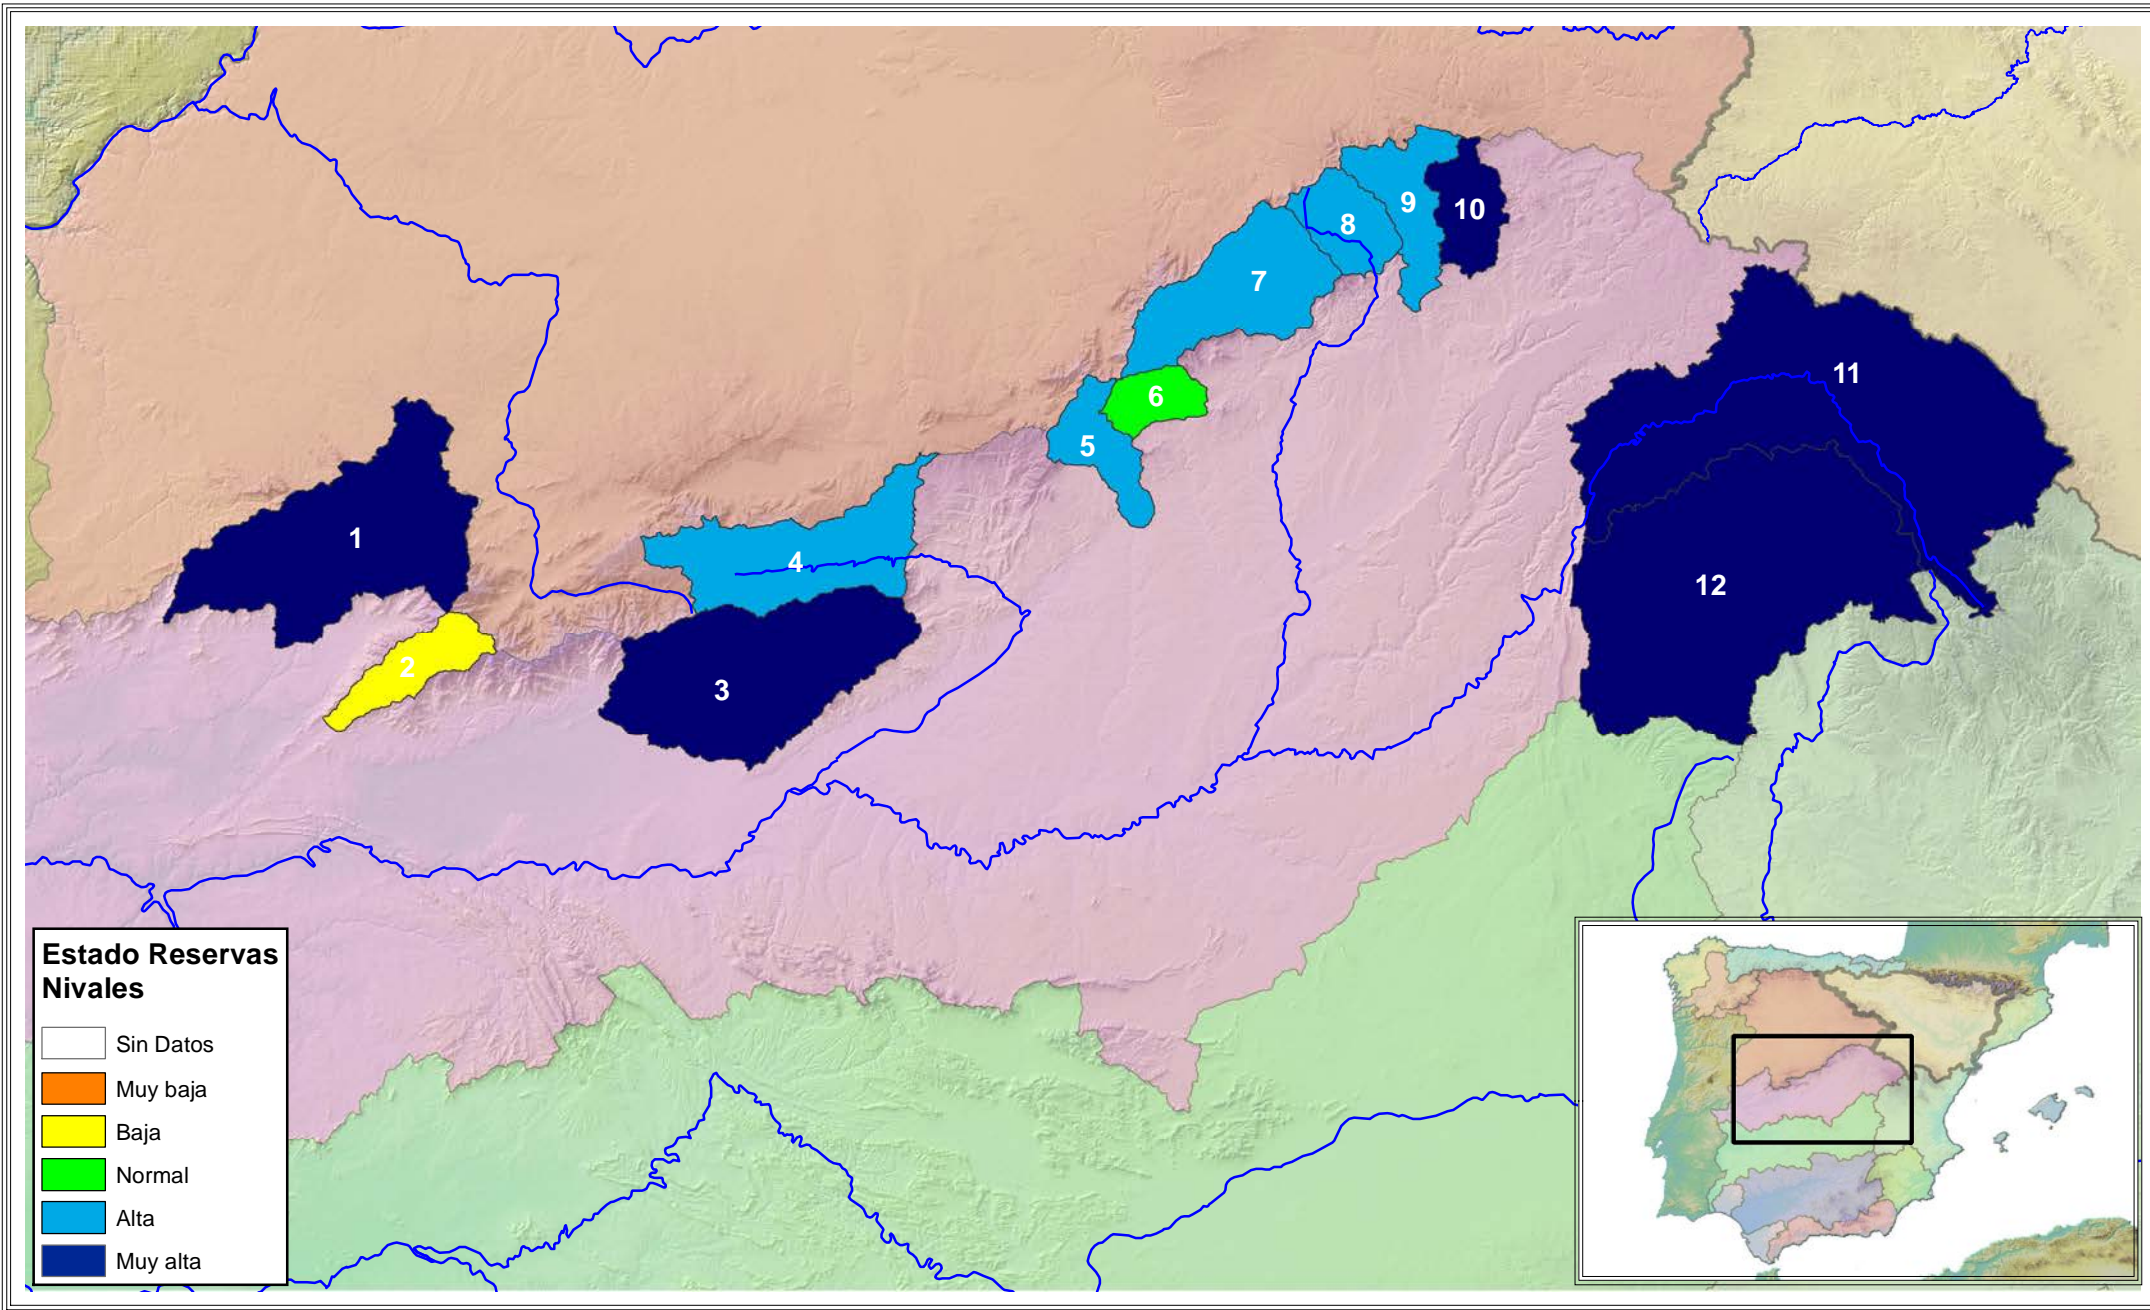 10
9
8
7
11
6
5
1
4
12
2
3
Estado Reservas
Nivales
Sin Datos
Muy baja
Baja
Normal
Alta
Muy alta